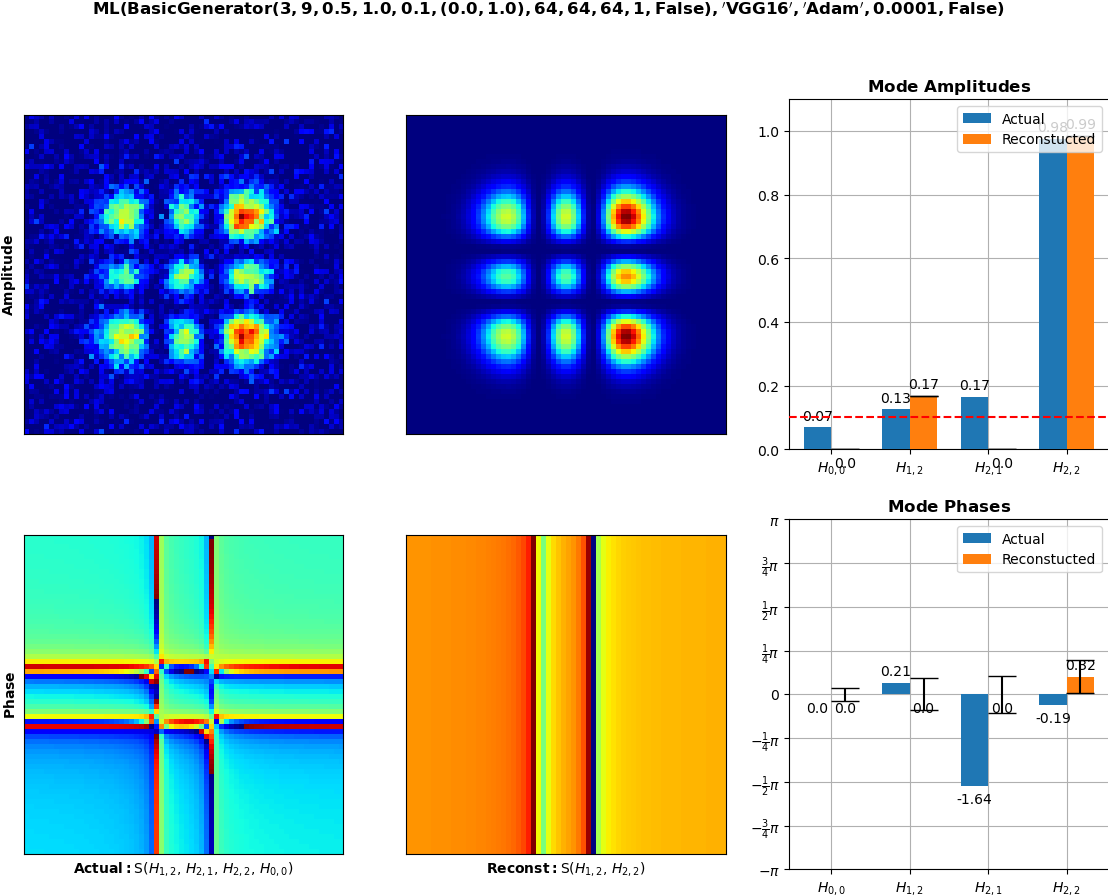 ML(BasicGenerator(3, 9, 0.5, 1.0, 0.1, (0.0, 1.0), 64, 64, 64, 1, False), ′VGG16′, ′Adam′, 0.0001, False)
Amplitude
Mode Amplitudes
Actual
Reconstucted
1.0
0.8
0.6
0.4
0.2
0.0
0.07
0.0
0.13
0.17
0.17
0.0
0.98
0.99
H0,0
H1,2
H2,1
H2,2
Phase
Actual: S(H1,2, H2,1, H2,2, H0,0)
Reconst: S(H1,2, H2,2)
Mode Phases
Actual
Reconstucted
π
3/4π
1/2π
1/4π
0
−1/4π
−1/2π
−3/4π
−π
0.0
0.0
0.21
0.0
-1.64
0.0
-0.19
0.32
H0,0
H1,2
H2,1
H2,2